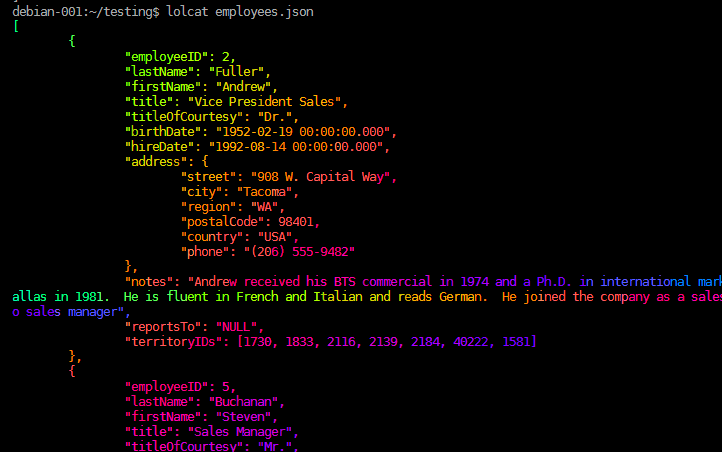 debian-001:~/testing$ lolcat employees.json
[
{
"employeeID": 2,
"lastName": "Fuller",
"firstName": "Andrew",
"title": "Vice President Sales",
"titleOfCourtesy": "Dr.",
"birthDate": "1952-02-19 00:00:00.000",
"hireDate": "1992-08-14 00:00:00.000",
"address": {
"street": "908 W. Capital Way",
"city": "Tacoma",
"region": "WA",
"postalCode": 98401,
"country": "USA",
"phone": "(206) 555-9482"
},
"notes": "Andrew received his BTS commercial in 1974 and a Ph.D. in international mark
allas in 1981.  He is fluent in French and Italian and reads German.  He joined the company as a sales
o sales manager",
"reportsTo": "NULL",
"territoryIDs": [1730, 1833, 2116, 2139, 2184, 40222, 1581]
},
{
"employeeID": 5,
"lastName": "Buchanan",
"firstName": "Steven",
"title": "Sales Manager",
"titleOfCourtesy": "Mr.",